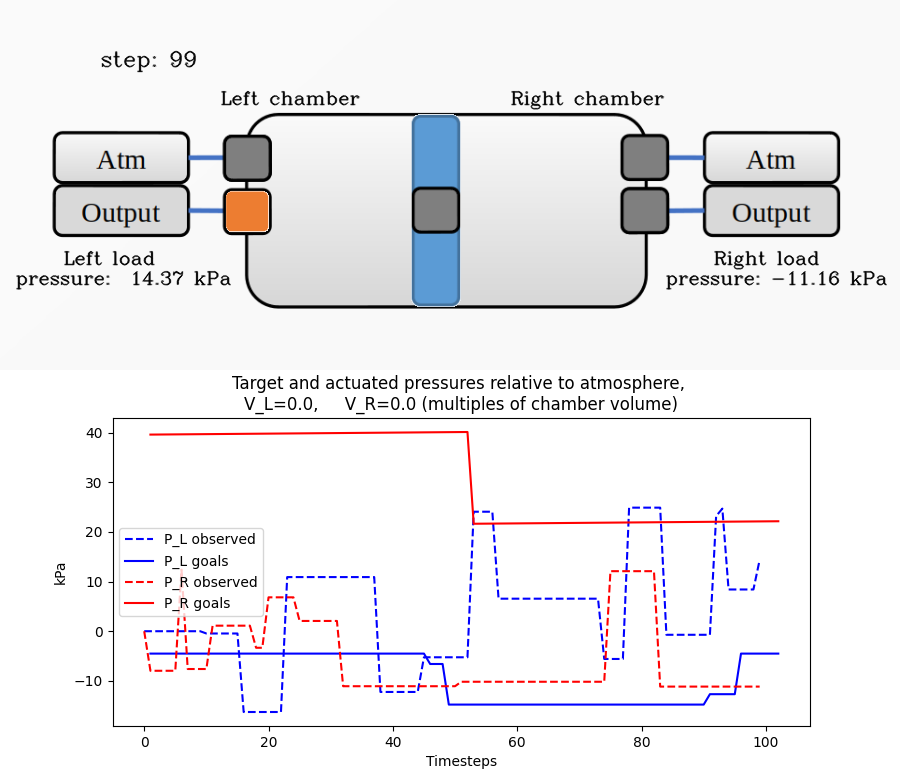 step: 99
Left chamber
Right chamber
Atm
Atm
Output
Output
Left load
pressure: 14.37 kPa
Right load
pressure: −11.16 kPa
Target and actuated pressures relative to atmosphere,
V_L=0.0, V_R=0.0 (multiples of chamber volume)
40
30
20
10
0
−10
kPa
P_L observed
P_L goals
P_R observed
P_R goals
0
20
40
60
80
100
Timesteps